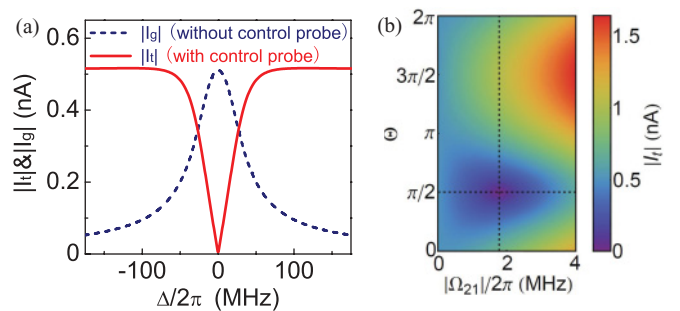 (a)
|Ig| (without control probe)
|It| (with control probe)
|It|&|Ig| (nA)
0.6
0.4
0.2
0
-100
0
100
Δ/2π (MHz)
(b)
2π
3π/2
π
π/2
0
Θ
0
2
4
|Ω₂₁|/2π (MHz)
1.5
1
0.5
0
|Iₜ| (nA)